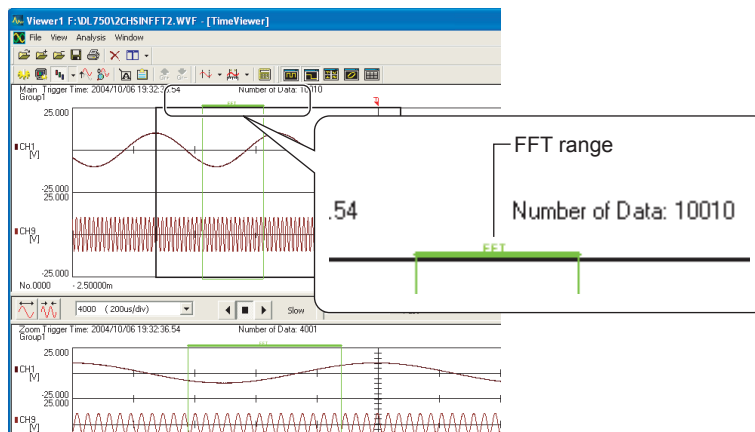 Viewer1 F:\DL750\2CHSINFFT2.WVF - [TimeViewer]
File View Analysis Window
Main Trigger Time: 2004/10/06 19:32:36.54 Number of Data: 10010
Group1
25.000
CH1
[V]
-25.000
25.000
CH9
[V]
-25.000
No.0000 -2.50000m
FFT range
.54 Number of Data: 10010
FFT
4000 (200us/div) Slow
Zoom Trigger Time: 2004/10/06 19:32:36.54 Number of Data: 4001
Group1
25.000
CH1
[V]
25.000
CH9
[V]